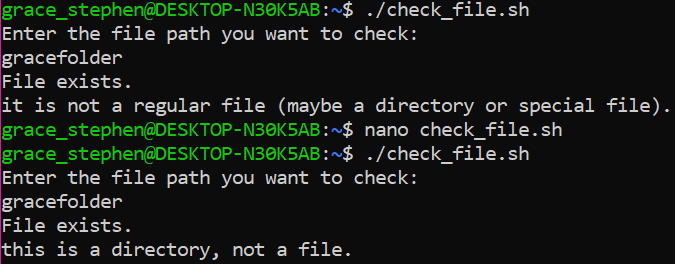 grace_stephen@DESKTOP-N30K5AB:~$ ./check_file.sh
Enter the file path you want to check:
gracefolder
File exists.
it is not a regular file (maybe a directory or special file).
grace_stephen@DESKTOP-N30K5AB:~$ nano check_file.sh
grace_stephen@DESKTOP-N30K5AB:~$ ./check_file.sh
Enter the file path you want to check:
gracefolder
File exists.
this is a directory, not a file.